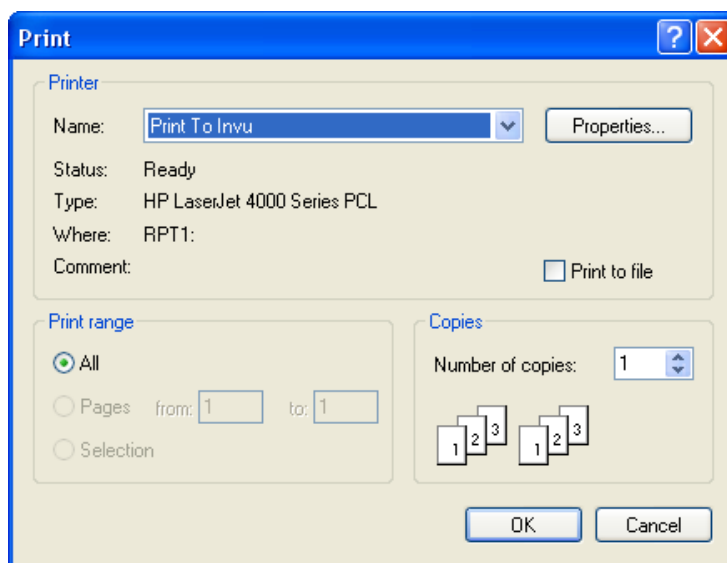 Print
Printer
Name: Print To Invu Properties...
Status: Ready
Type: HP LaserJet 4000 Series PCL
Where: RPT1:
Comment: Print to file
Print range
All
Pages from: 1 to: 1
Selection
Copies
Number of copies: 1
1 2 3 1 2 3
OK Cancel